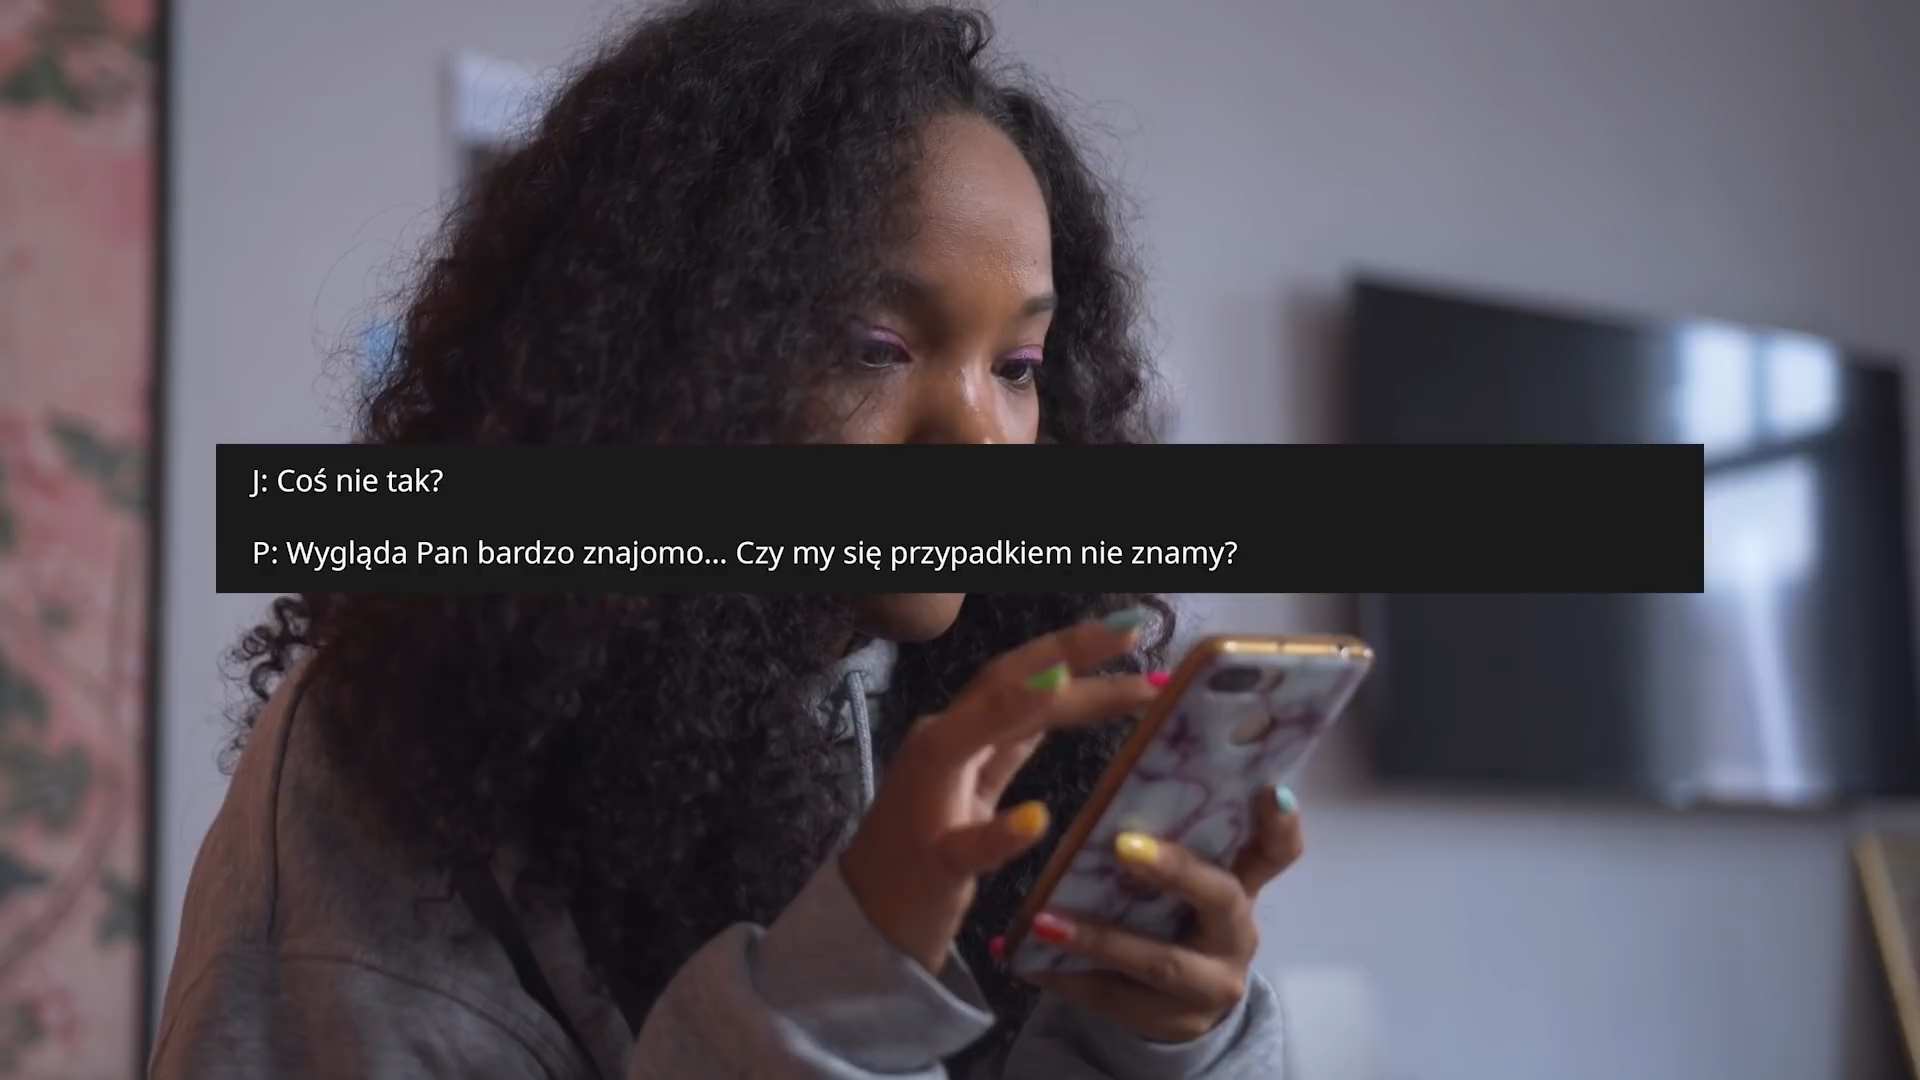 J: Coś nie tak?
P: Wygląda Pan bardzo znajomo... Czy my się przypadkiem nie znamy?